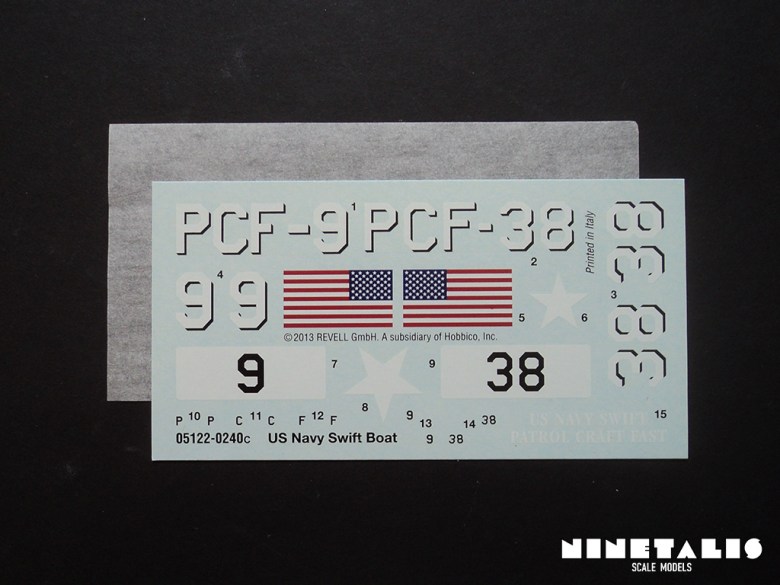 PCF-9 1 PCF-38
2
Printed in Italy
38 38
3
4
9 9
5
6
©2013 REVELL GmbH. A subsidiary of Hobbico, Inc.
9 7 9 38
8
P 10 P C 11 C F 12 F 9 13 14 38 15
US NAVY SWIFT
PATROL CRAFT FAST
05122-0240C US Navy Swift Boat 9 38
NINETALIS
SCALE MODELS